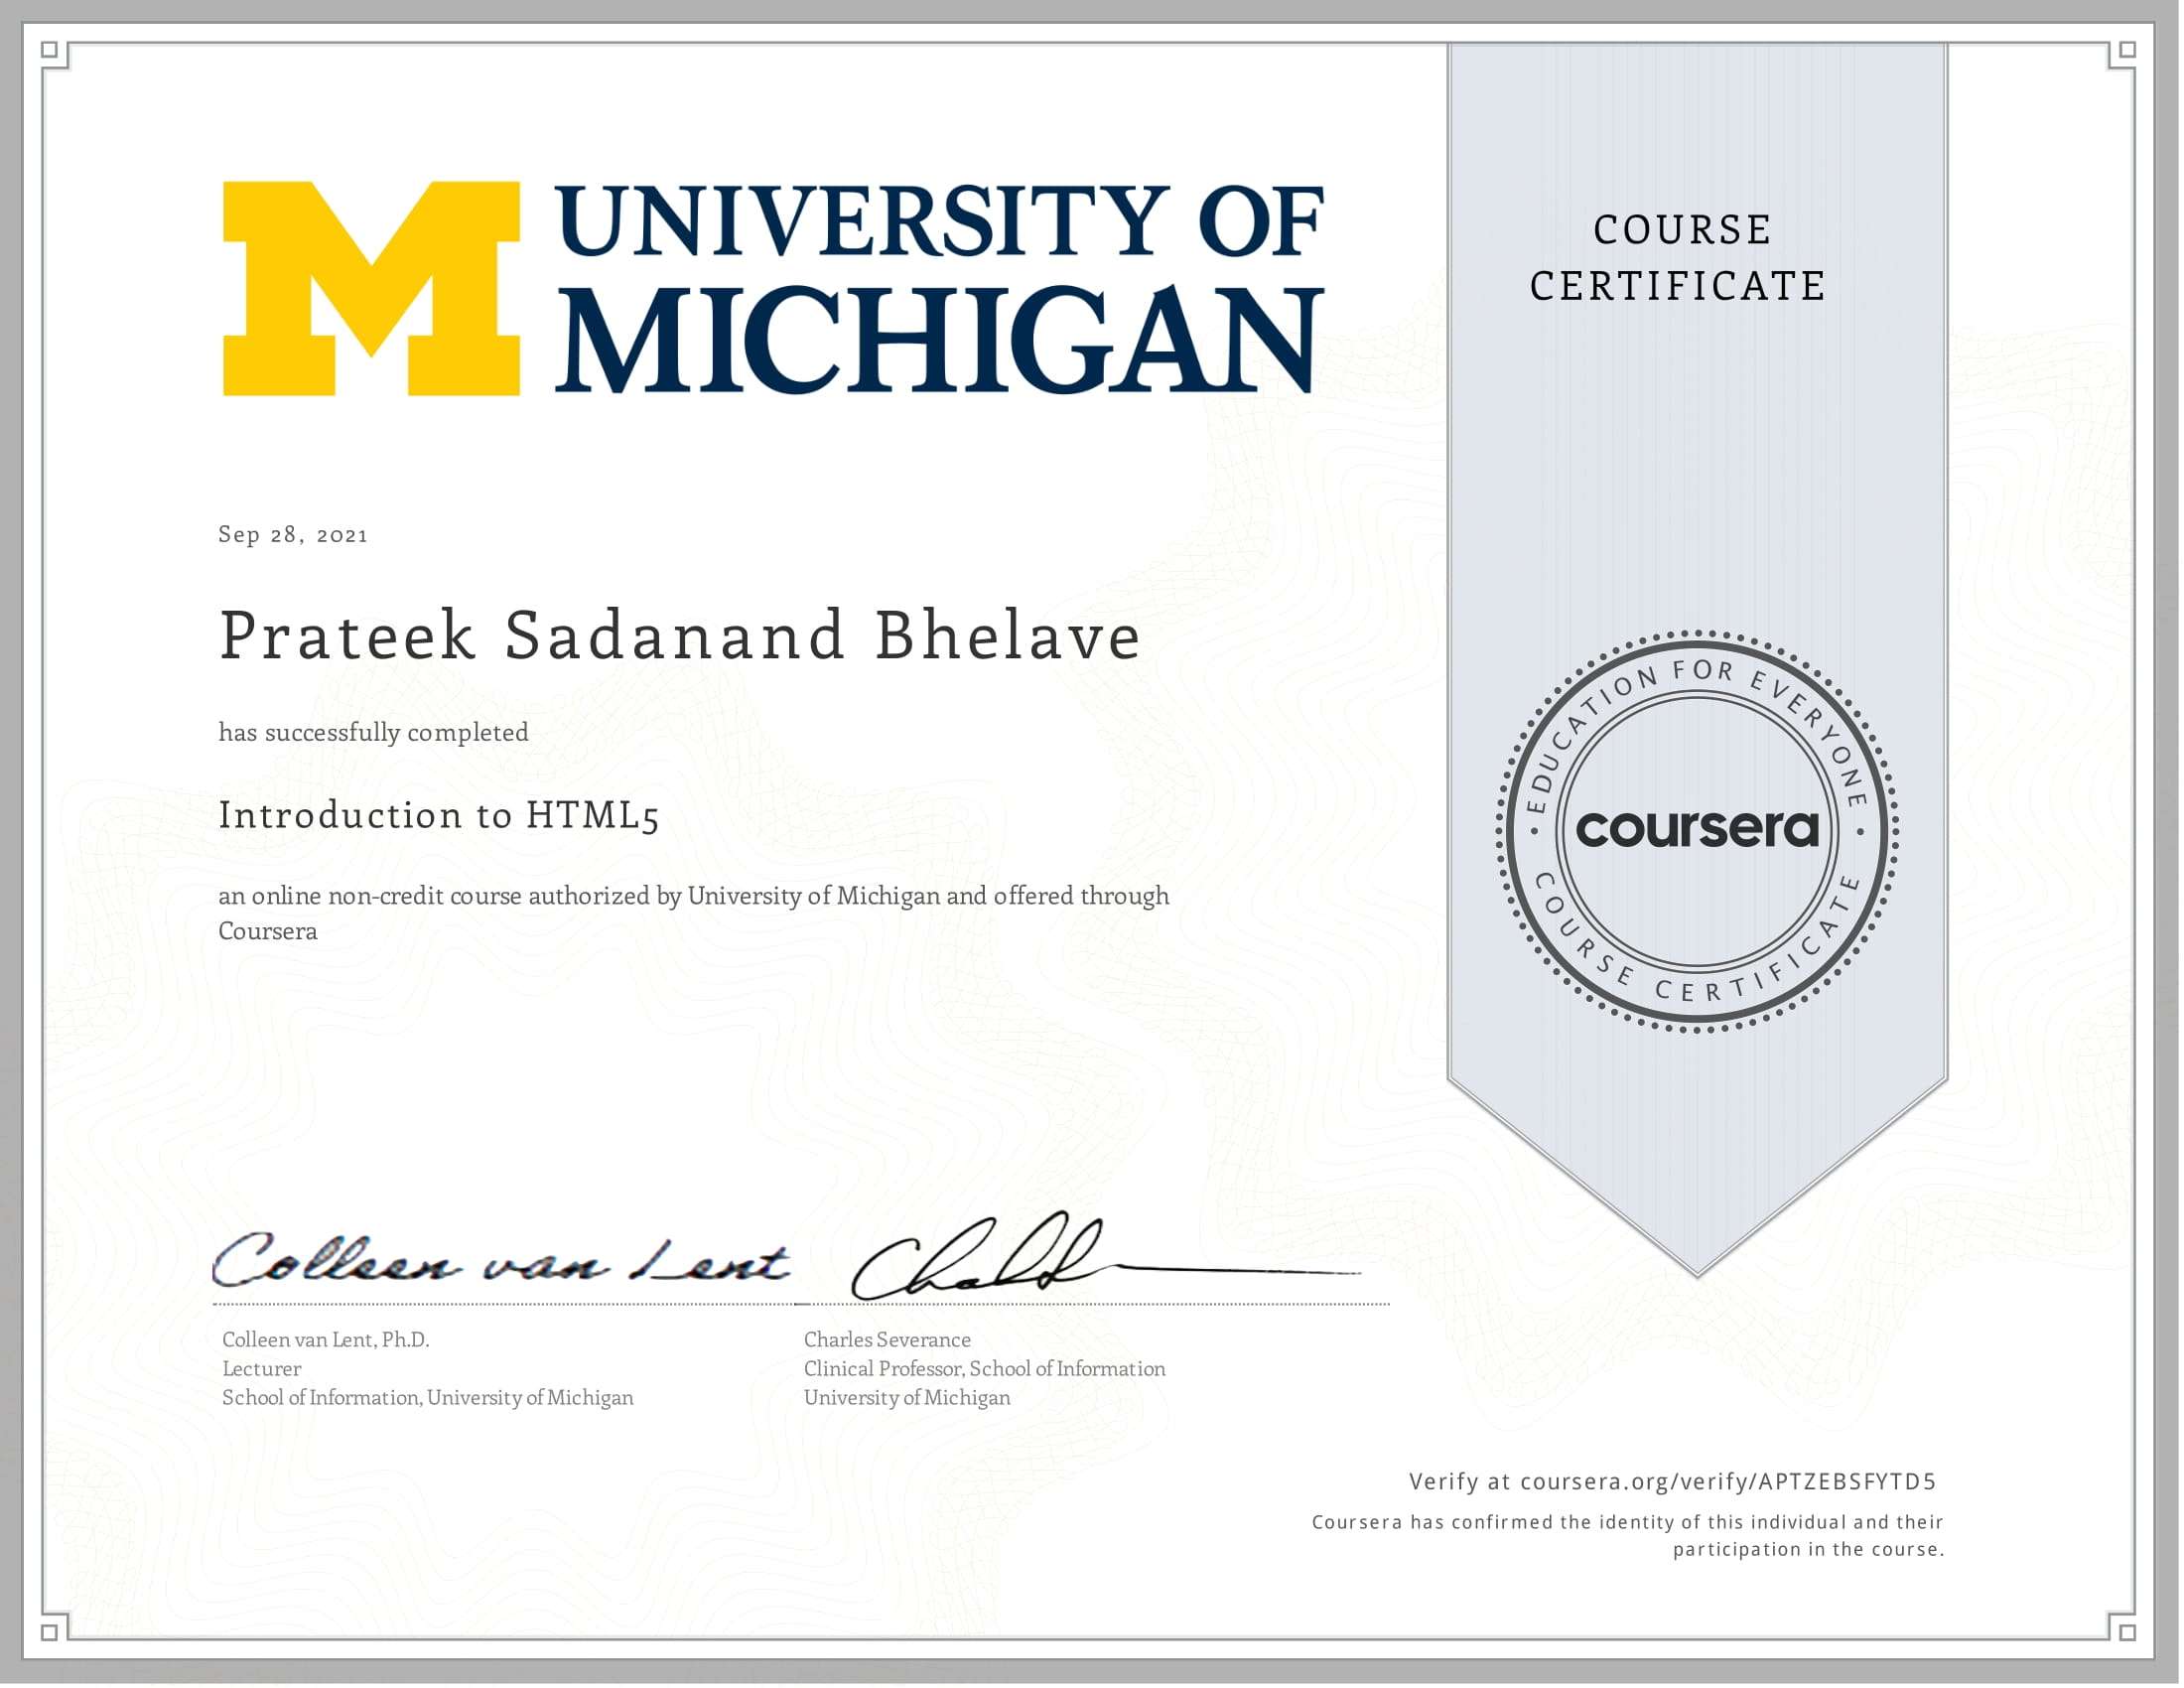 UNIVERSITY OF
MICHIGAN
COURSE
CERTIFICATE
Sep 28, 2021
Prateek Sadanand Bhelave
has successfully completed
Introduction to HTML5
an online non-credit course authorized by University of Michigan and offered through
Coursera
EDUCATION FOR EVERYONE
coursera
COURSE CERTIFICATE
Colleen van Lent
Colleen van Lent, Ph.D.
Lecturer
School of Information, University of Michigan
Charles Severance
Clinical Professor, School of Information
University of Michigan
Verify at coursera.org/verify/APTZEBSFYTD5
Coursera has confirmed the identity of this individual and their
participation in the course.